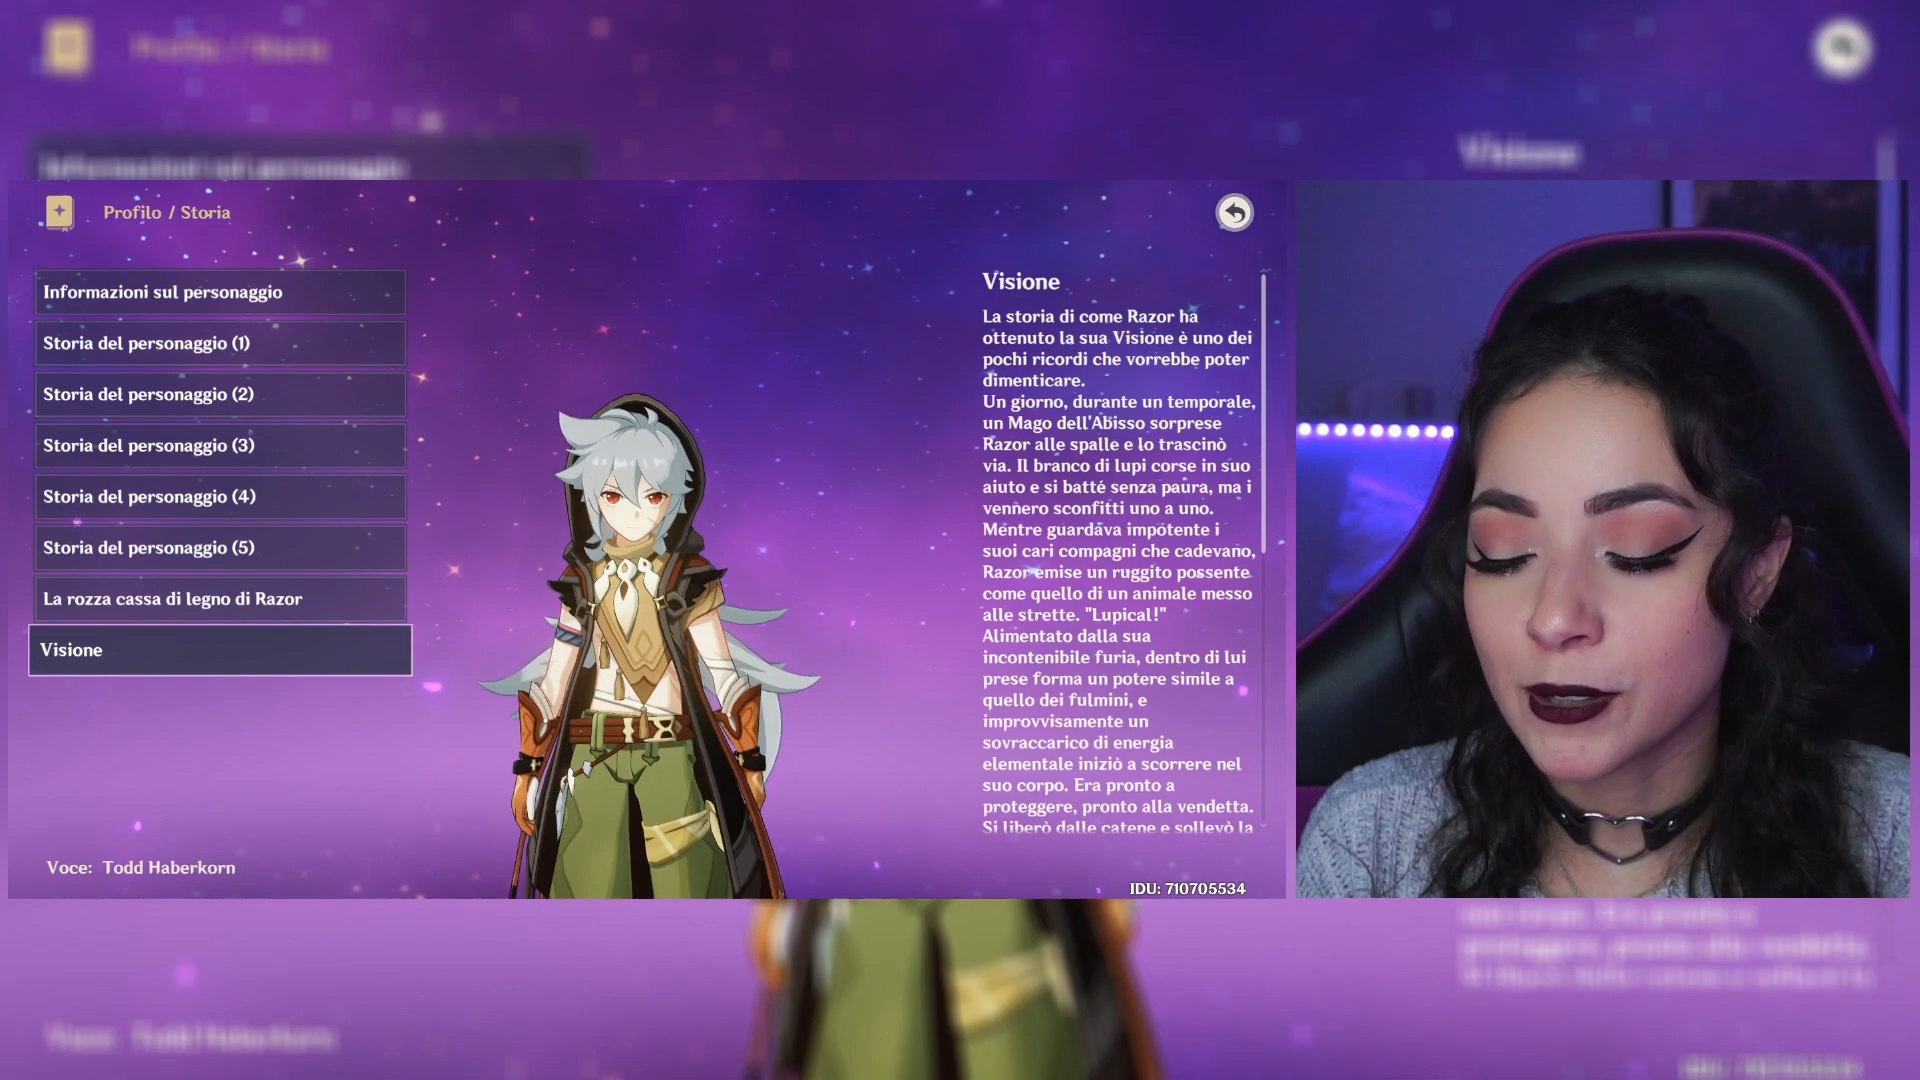 Profilo / Storia
Informazioni sul personaggio
Storia del personaggio (1)
Storia del personaggio (2)
Storia del personaggio (3)
Storia del personaggio (4)
Storia del personaggio (5)
La rozza cassa di legno di Razor
Visione
Voce: Todd Haberkorn
Visione
La storia di come Razor ha
ottenuto la sua Visione è uno dei
pochi ricordi che vorrebbe poter
dimenticare.
Un giorno, durante un temporale,
un Mago dell'Abisso sorprese
Razor alle spalle e lo trascinò
via. Il branco di lupi corse in suo
aiuto e si batté senza paura, ma i
vennero sconfitti uno a uno.
Mentre guardava impotente i
suoi cari compagni che cadevano,
Razor emise un ruggito possente
come quello di un animale messo
alle strette. "Lupical!"
Alimentato dalla sua
incontenibile furia, dentro di lui
prese forma un potere simile a
quello dei fulmini, e
improvvisamente un
sovraccarico di energia
elementale iniziò a scorrere nel
suo corpo. Era pronto a
proteggere, pronto alla vendetta.
Si liberò dalle catene e sollevò la
IDU: 710705534